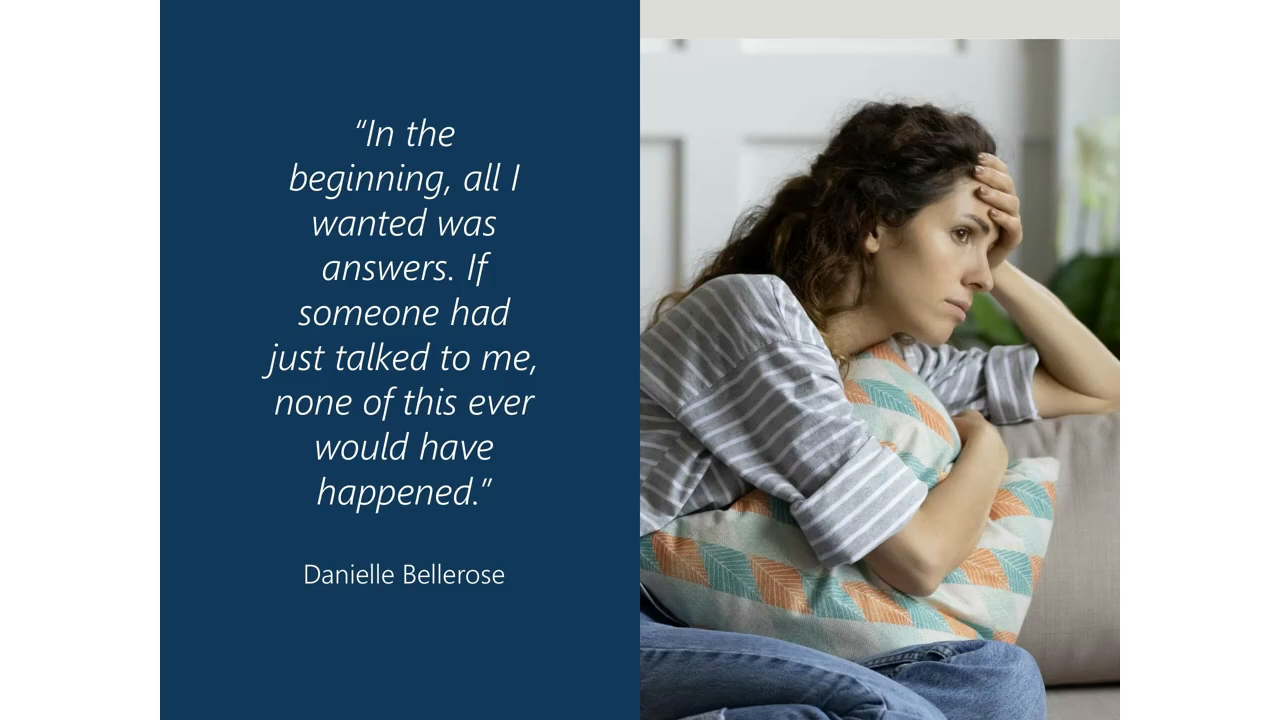 “In the
beginning, all I
wanted was
answers. If
someone had
just talked to me,
none of this ever
would have
happened.”
Danielle Bellerose